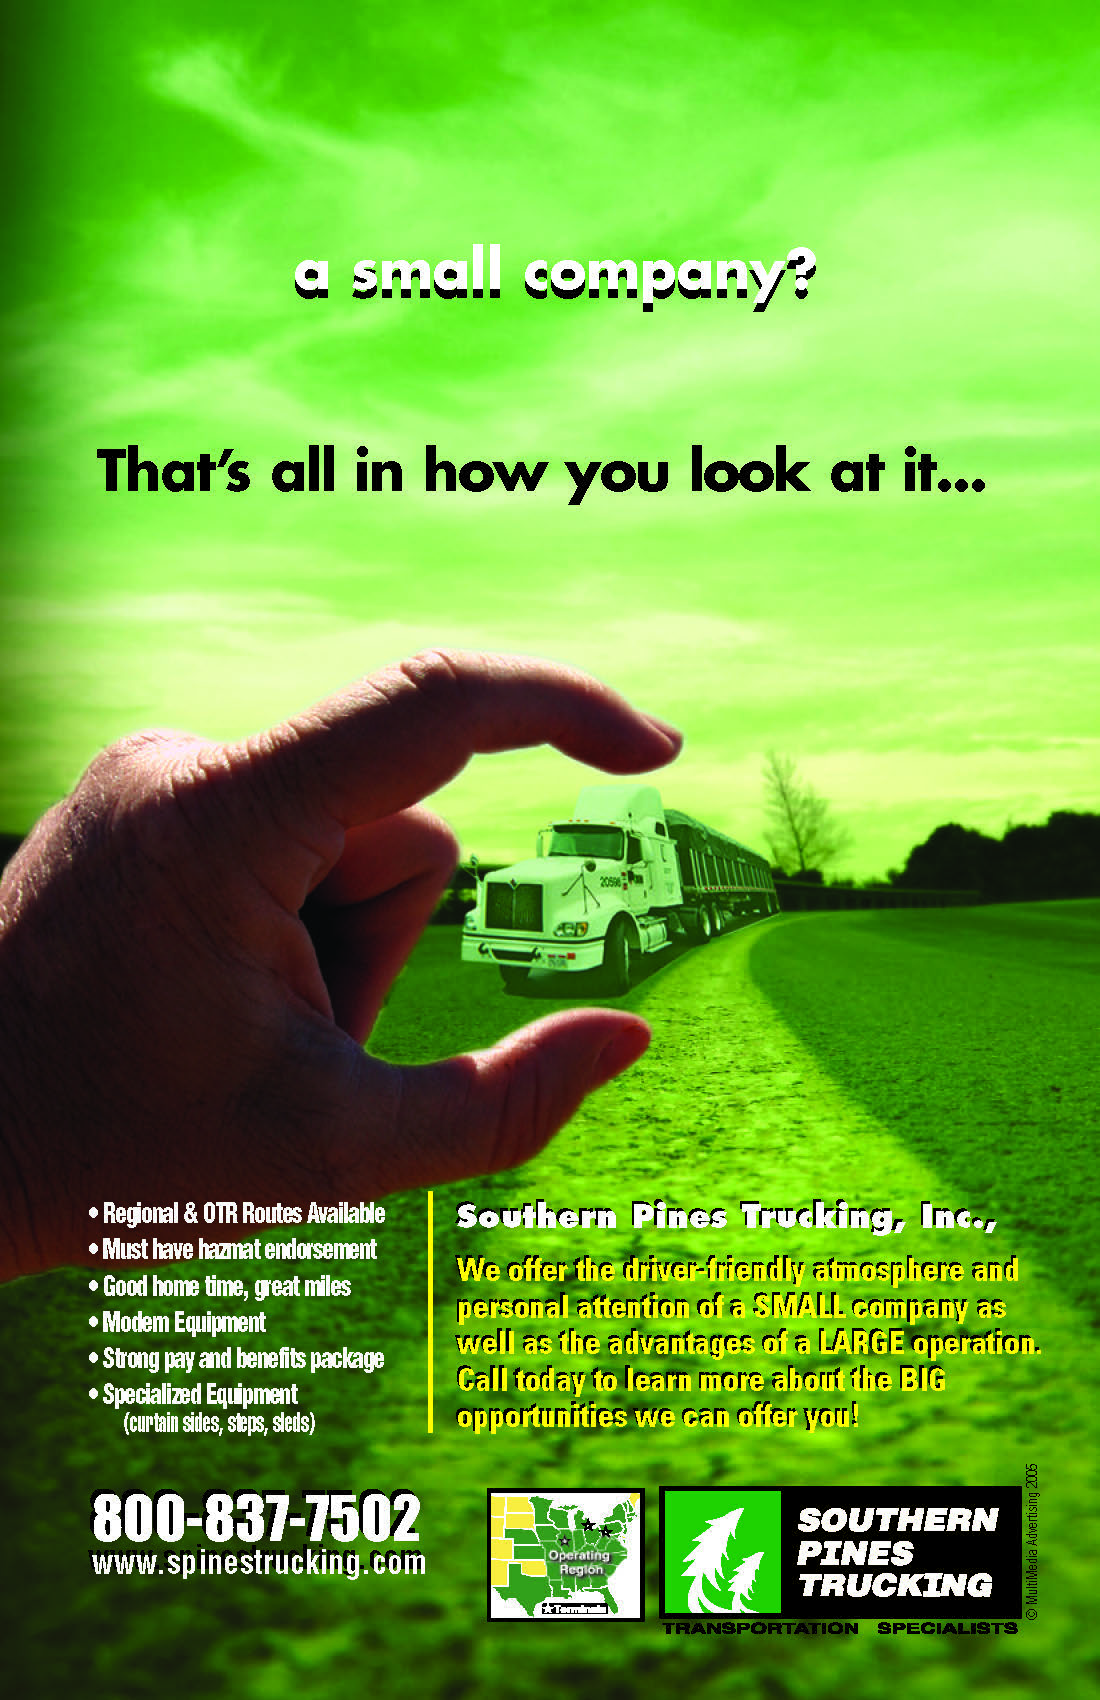 a small company?
That's all in how you look at it...
20598
• Regional & OTR Routes Available
• Must have hazmat endorsement
• Good home time, great miles
• Modern Equipment
• Strong pay and benefits package
• Specialized Equipment
(curtain sides, steps, sleds)
Southern Pines Trucking, Inc.,
We offer the driver-friendly atmosphere and
personal attention of a SMALL company as
well as the advantages of a LARGE operation.
Call today to learn more about the BIG
opportunities we can offer you!
800-837-7502
www.spinestrucking.com
Operating
Region
Terminals
SOUTHERN
PINES
TRUCKING
TRANSPORTATION SPECIALISTS
© MultiMedia Advertising 2005